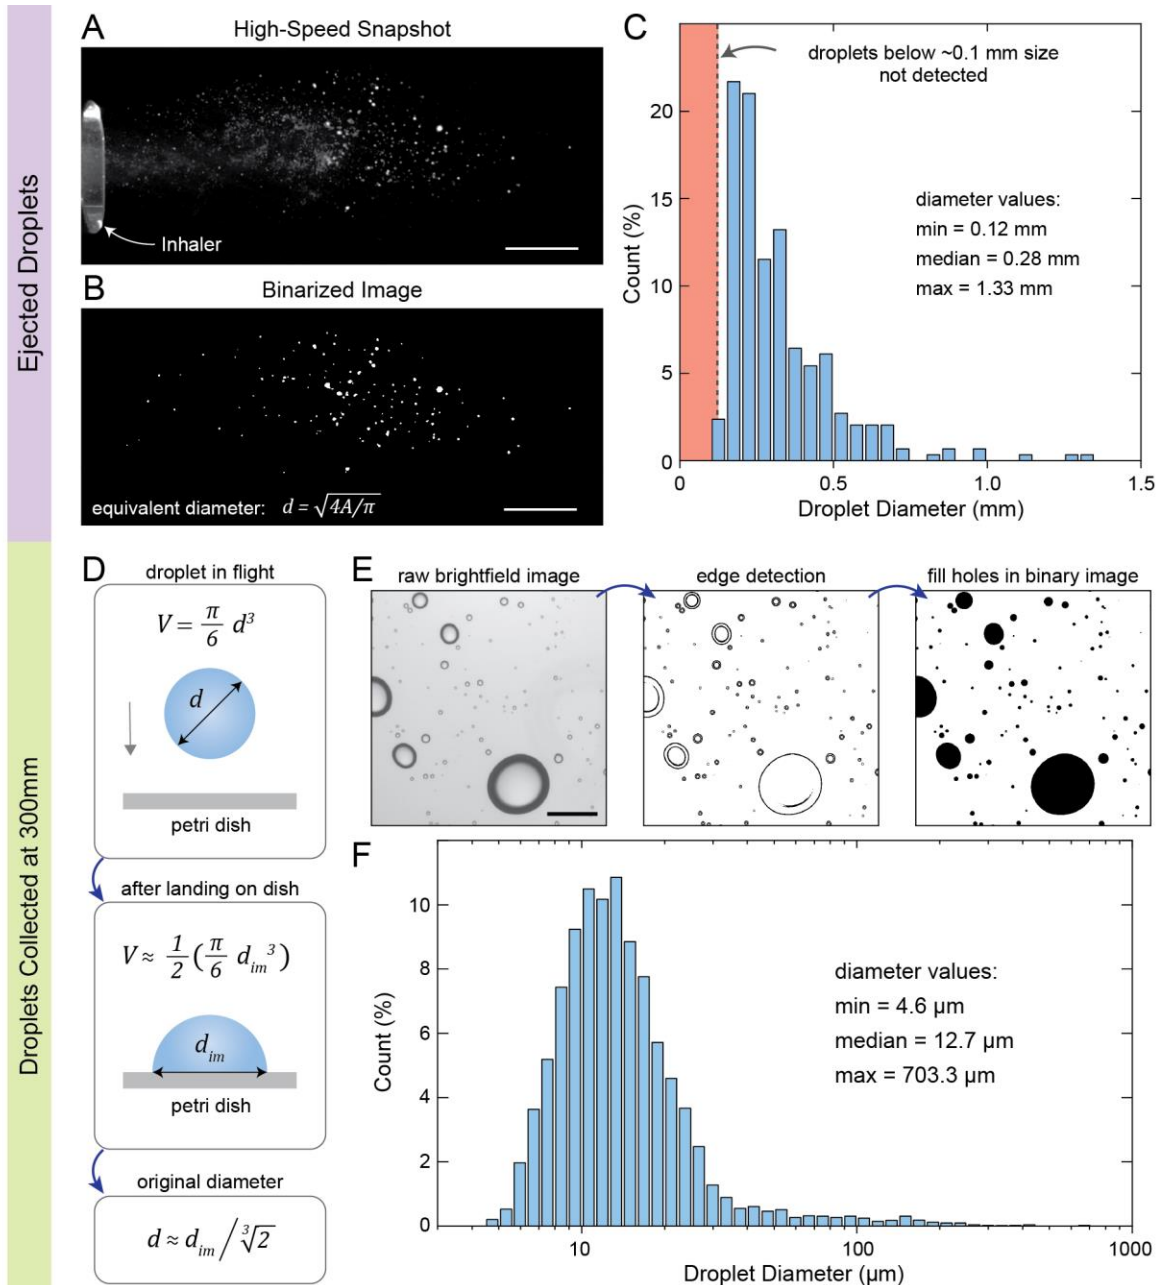 Ejected Droplets
A
High-Speed Snapshot
Inhaler
B
Binarized Image
equivalent diameter: d = √4A/π
C
droplets below ~0.1 mm size
not detected
diameter values:
min = 0.12 mm
median = 0.28 mm
max = 1.33 mm
Count (%)
20
15
10
5
0
0
0.5
1.0
1.5
Droplet Diameter (mm)
Droplets Collected at 300mm
D
droplet in flight
V = π/6 d³
d
petri dish
after landing on dish
V ≈ 1/2 (π/6 d_im³)
d_im
petri dish
original diameter
d ≈ d_im / ∛2
E
raw brightfield image
edge detection
fill holes in binary image
F
diameter values:
min = 4.6 µm
median = 12.7 µm
max = 703.3 µm
Count (%)
10
8
6
4
2
0
10
100
1000
Droplet Diameter (µm)